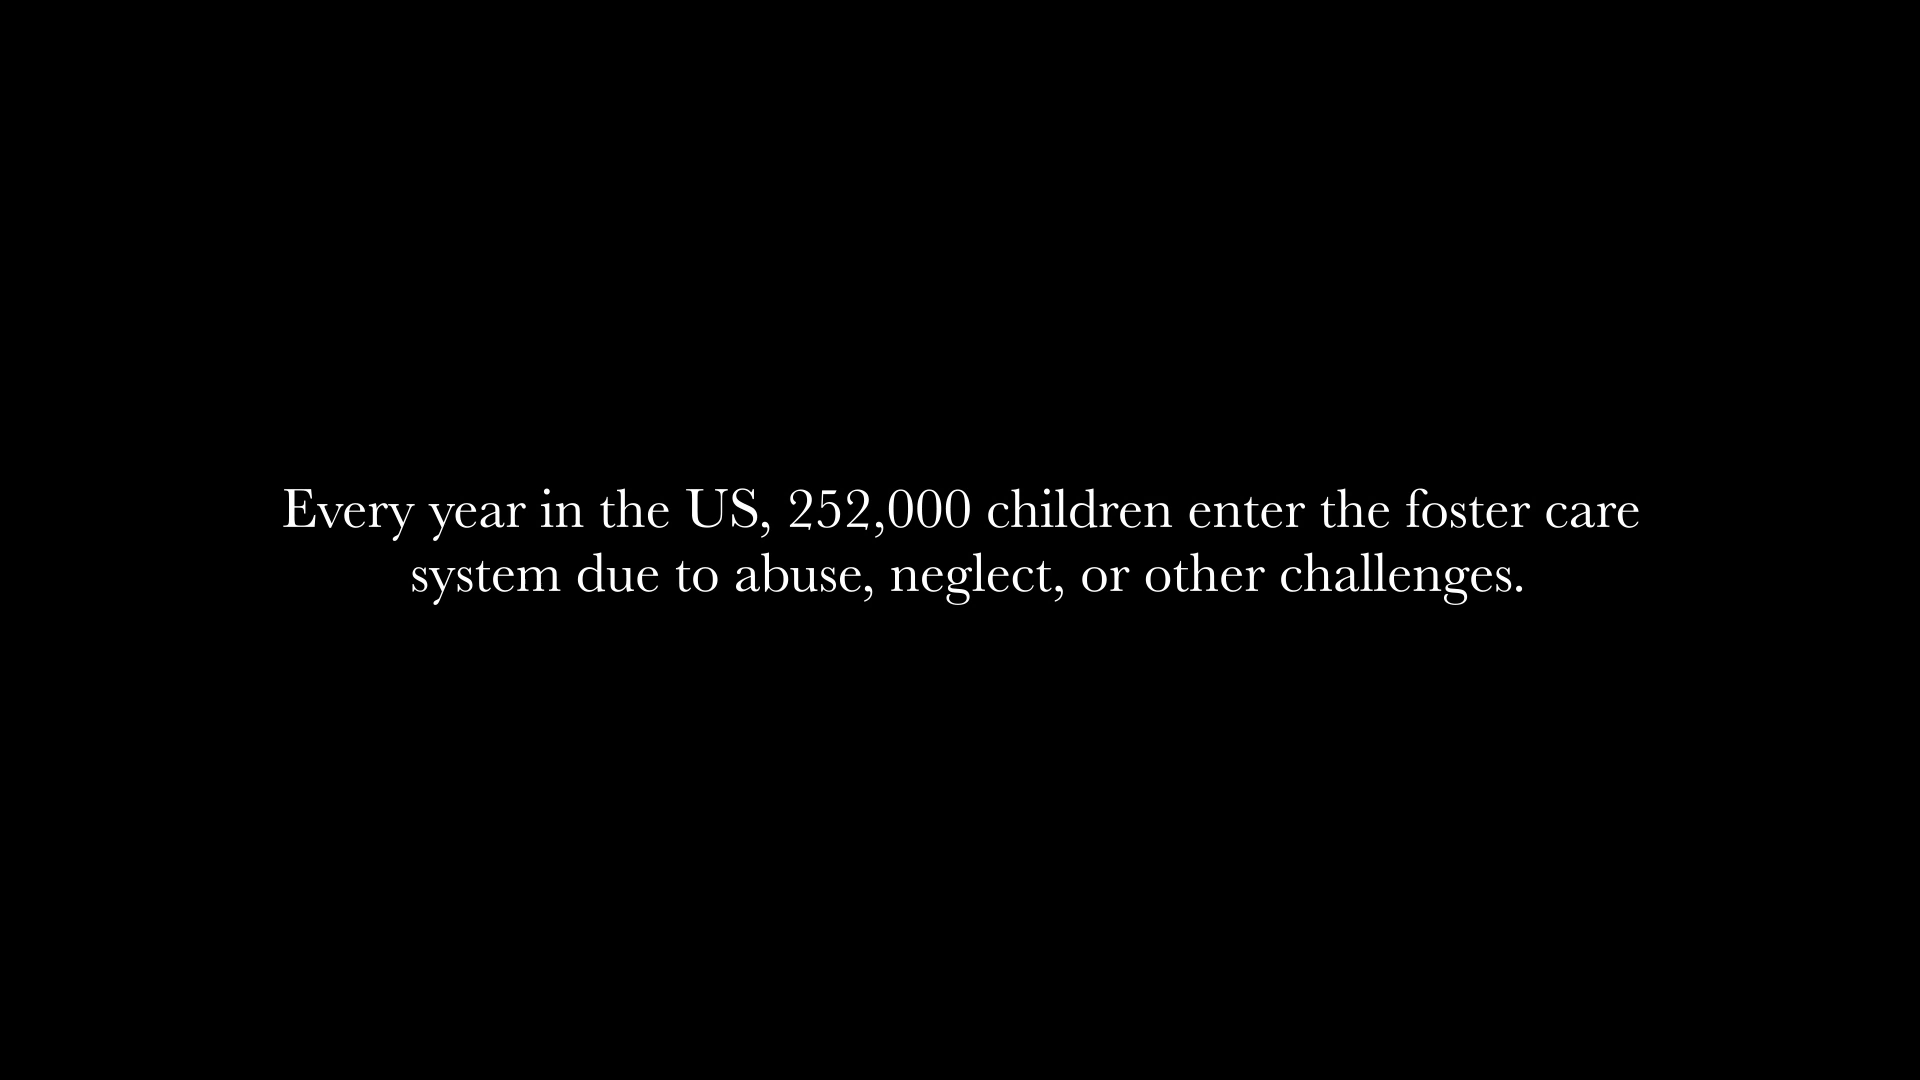 Every year in the US, 252,000 children enter the foster care
system due to abuse, neglect, or other challenges.